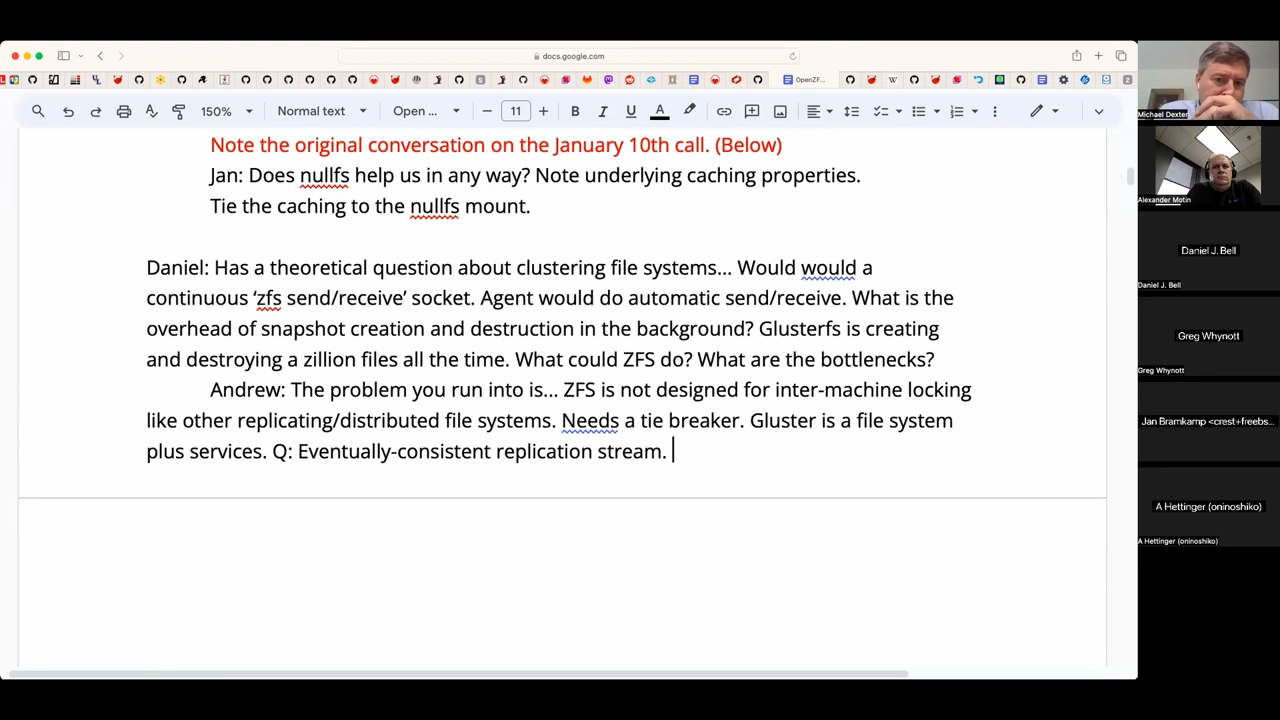 docs.google.com
OpenZF...
150%
Normal text
Open ...
11
Note the original conversation on the January 10th call. (Below)
Jan: Does nullfs help us in any way? Note underlying caching properties.
Tie the caching to the nullfs mount.
Daniel: Has a theoretical question about clustering file systems... Would would a
continuous ‘zfs send/receive’ socket. Agent would do automatic send/receive. What is the
overhead of snapshot creation and destruction in the background? Glusterfs is creating
and destroying a zillion files all the time. What could ZFS do? What are the bottlenecks?
Andrew: The problem you run into is... ZFS is not designed for inter-machine locking
like other replicating/distributed file systems. Needs a tie breaker. Gluster is a file system
plus services. Q: Eventually-consistent replication stream.
Michael Dexter
Alexander Motin
Daniel J. Bell
Daniel J. Bell
Greg Whynott
Greg Whynott
Jan Bramkamp <crest+freebs...
A Hettinger (oninoshiko)
A Hettinger (oninoshiko)